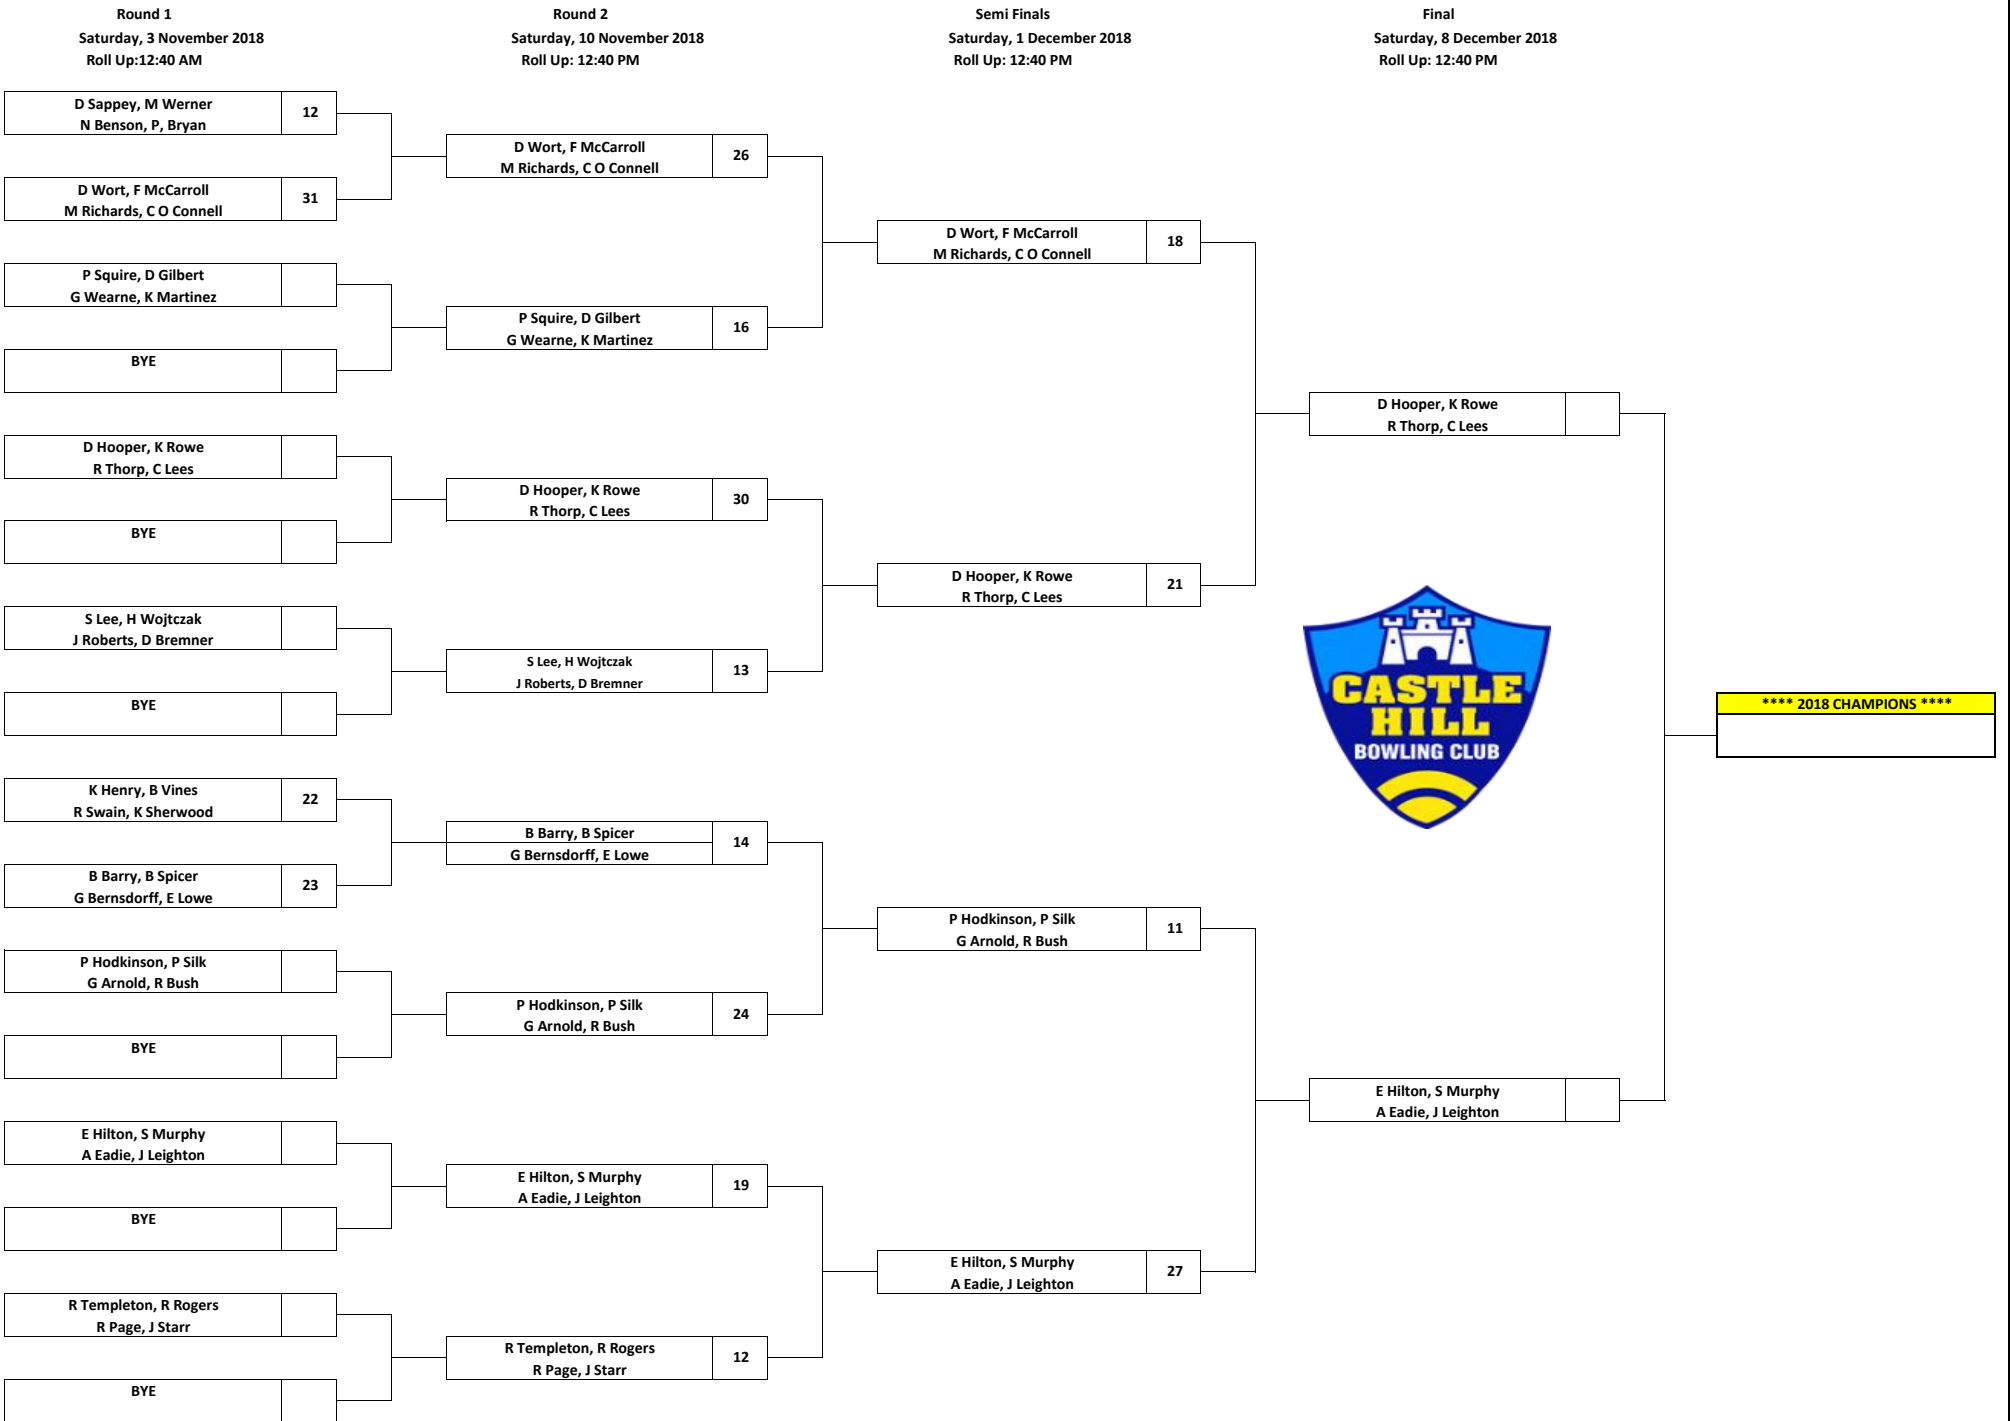 Round 1
Saturday, 3 November 2018
Roll Up:12:40 AM
Round 2
Saturday, 10 November 2018
Roll Up: 12:40 PM
Semi Finals
Saturday, 1 December 2018
Roll Up: 12:40 PM
Final
Saturday, 8 December 2018
Roll Up: 12:40 PM
D Sappey, M Werner
N Benson, P, Bryan
12
D Wort, F McCarroll
M Richards, C O Connell
31
P Squire, D Gilbert
G Wearne, K Martinez
BYE
D Hooper, K Rowe
R Thorp, C Lees
BYE
S Lee, H Wojtczak
J Roberts, D Bremner
BYE
K Henry, B Vines
R Swain, K Sherwood
22
B Barry, B Spicer
G Bernsdorff, E Lowe
23
P Hodkinson, P Silk
G Arnold, R Bush
BYE
E Hilton, S Murphy
A Eadie, J Leighton
BYE
R Templeton, R Rogers
R Page, J Starr
BYE
D Wort, F McCarroll
M Richards, C O Connell
26
P Squire, D Gilbert
G Wearne, K Martinez
16
D Hooper, K Rowe
R Thorp, C Lees
30
S Lee, H Wojtczak
J Roberts, D Bremner
13
B Barry, B Spicer
G Bernsdorff, E Lowe
14
P Hodkinson, P Silk
G Arnold, R Bush
24
E Hilton, S Murphy
A Eadie, J Leighton
19
R Templeton, R Rogers
R Page, J Starr
12
D Wort, F McCarroll
M Richards, C O Connell
18
D Hooper, K Rowe
R Thorp, C Lees
21
P Hodkinson, P Silk
G Arnold, R Bush
11
E Hilton, S Murphy
A Eadie, J Leighton
27
D Hooper, K Rowe
R Thorp, C Lees
CASTLE
HILL
BOWLING CLUB
E Hilton, S Murphy
A Eadie, J Leighton
**** 2018 CHAMPIONS ****